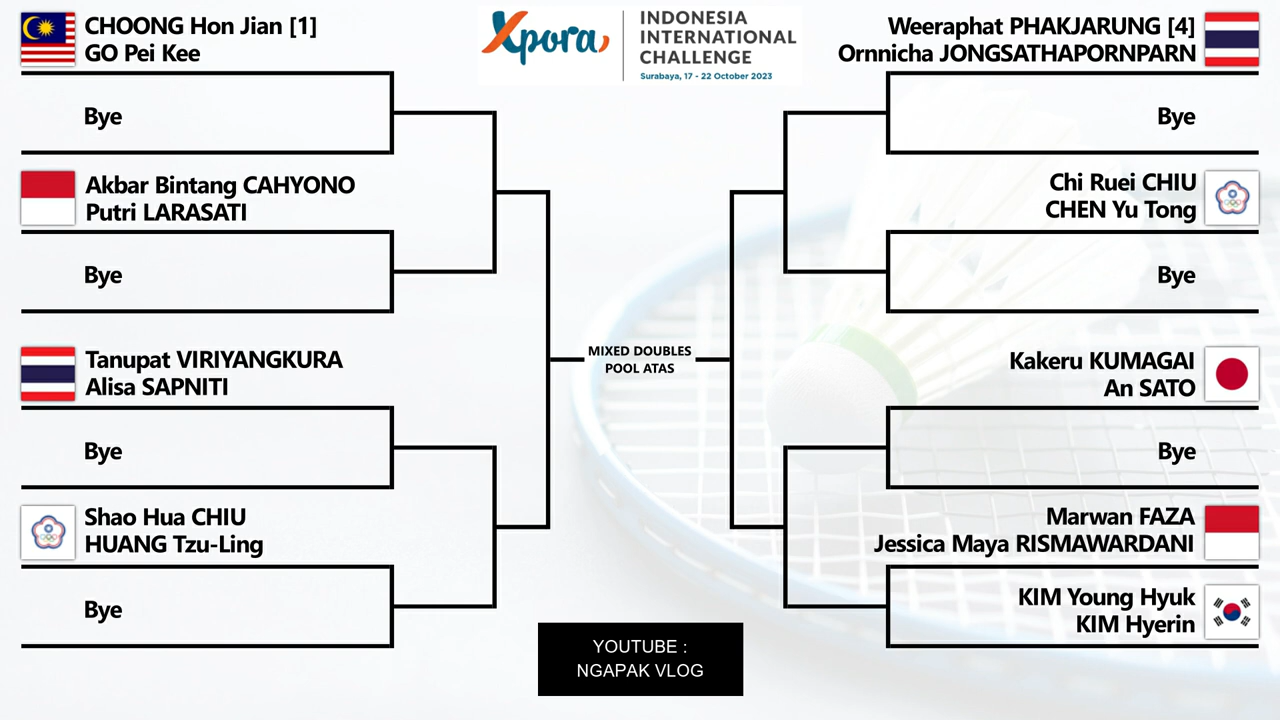 CHOONG Hon Jian [1]
GO Pei Kee
Bye
Akbar Bintang CAHYONO
Putri LARASATI
Bye
Tanupat VIRIYANGKURA
Alisa SAPNITI
Bye
Shao Hua CHIU
HUANG Tzu-Ling
Bye
Xpora
INDONESIA
INTERNATIONAL
CHALLENGE
Surabaya, 17 - 22 October 2023
MIXED DOUBLES
POOL ATAS
YOUTUBE :
NGAPAK VLOG
Weeraphat PHAKJARUNG [4]
Ornnicha JONGSATHAPORNPARN
Bye
Chi Ruei CHIU
CHEN Yu Tong
Bye
Kakeru KUMAGAI
An SATO
Bye
Marwan FAZA
Jessica Maya RISMAWARDANI
KIM Young Hyuk
KIM Hyerin